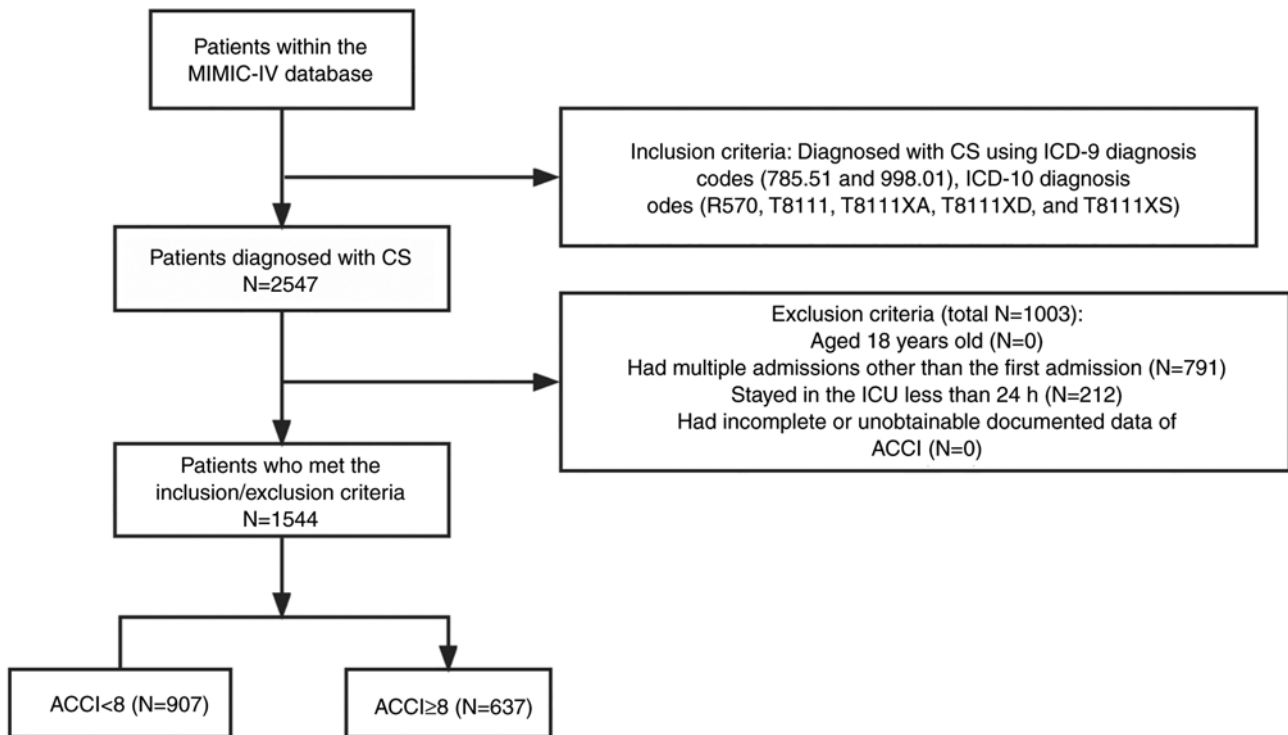 Patients within the
MIMIC-IV database
Inclusion criteria: Diagnosed with CS using ICD-9 diagnosis
codes (785.51 and 998.01), ICD-10 diagnosis
odes (R570, T8111, T8111XA, T8111XD, and T8111XS)
Patients diagnosed with CS
N=2547
Exclusion criteria (total N=1003):
Aged 18 years old (N=0)
Had multiple admissions other than the first admission (N=791)
Stayed in the ICU less than 24 h (N=212)
Had incomplete or unobtainable documented data of
ACCI (N=0)
Patients who met the
inclusion/exclusion criteria
N=1544
ACCI<8 (N=907)
ACCI≥8 (N=637)